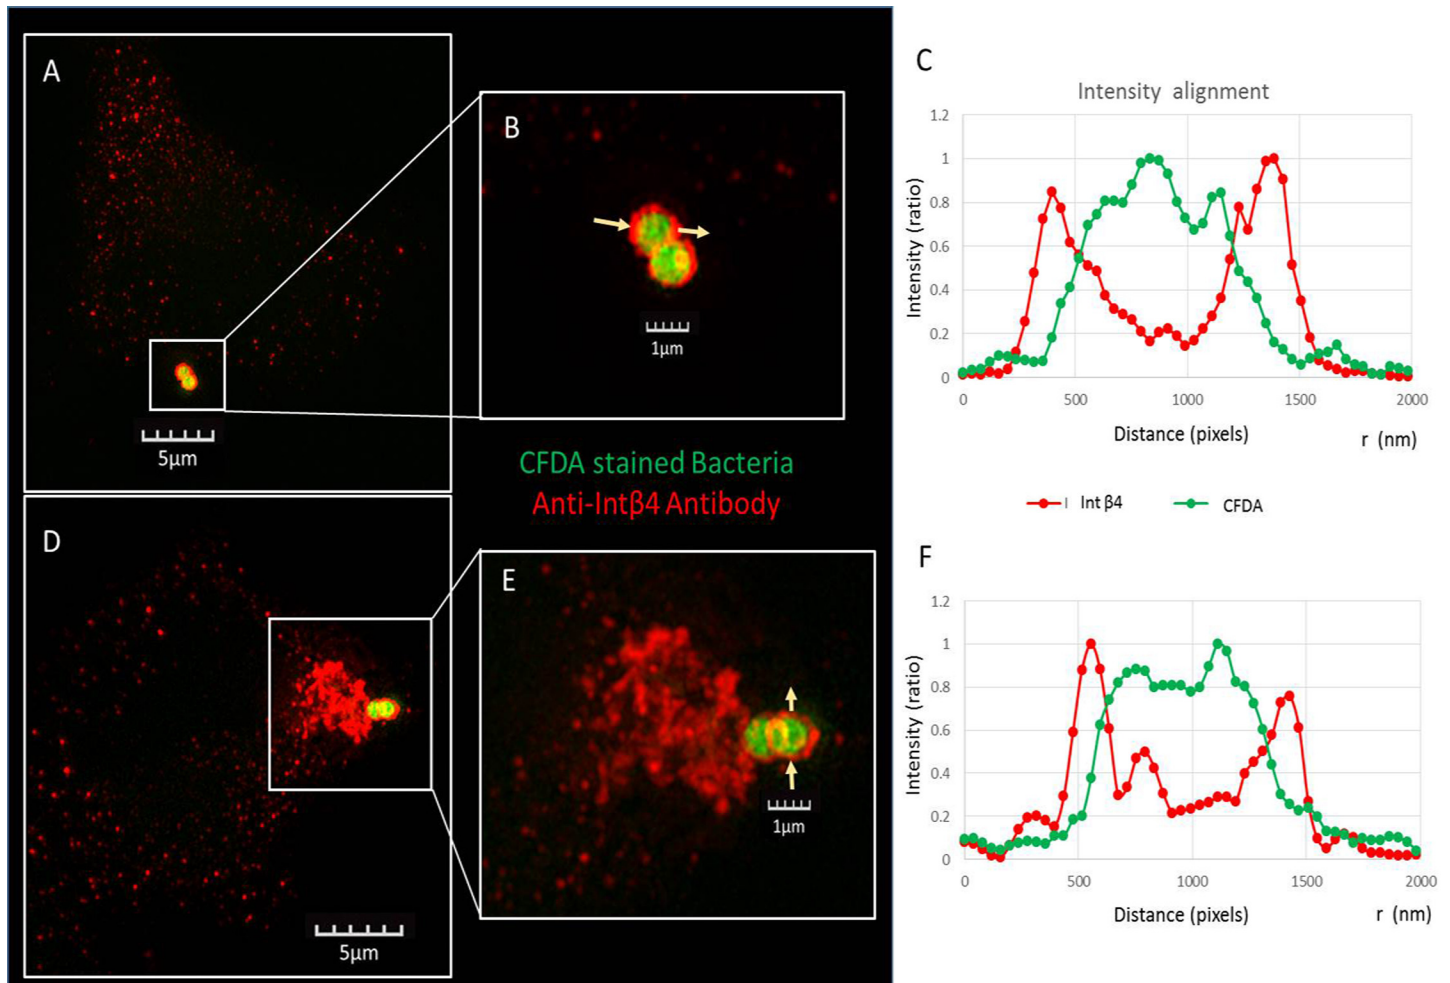 A
B
1μm
5μm
CFDA stained Bacteria
Anti-Intβ4 Antibody
D
E
1μm
5μm
C
Intensity alignment
Intensity (ratio)
1.2
1
0.8
0.6
0.4
0.2
0
0 500 1000 1500 2000
Distance (pixels) r (nm)
Int β4 CFDA
F
Intensity (ratio)
1.2
1
0.8
0.6
0.4
0.2
0
0 500 1000 1500 2000
Distance (pixels) r (nm)